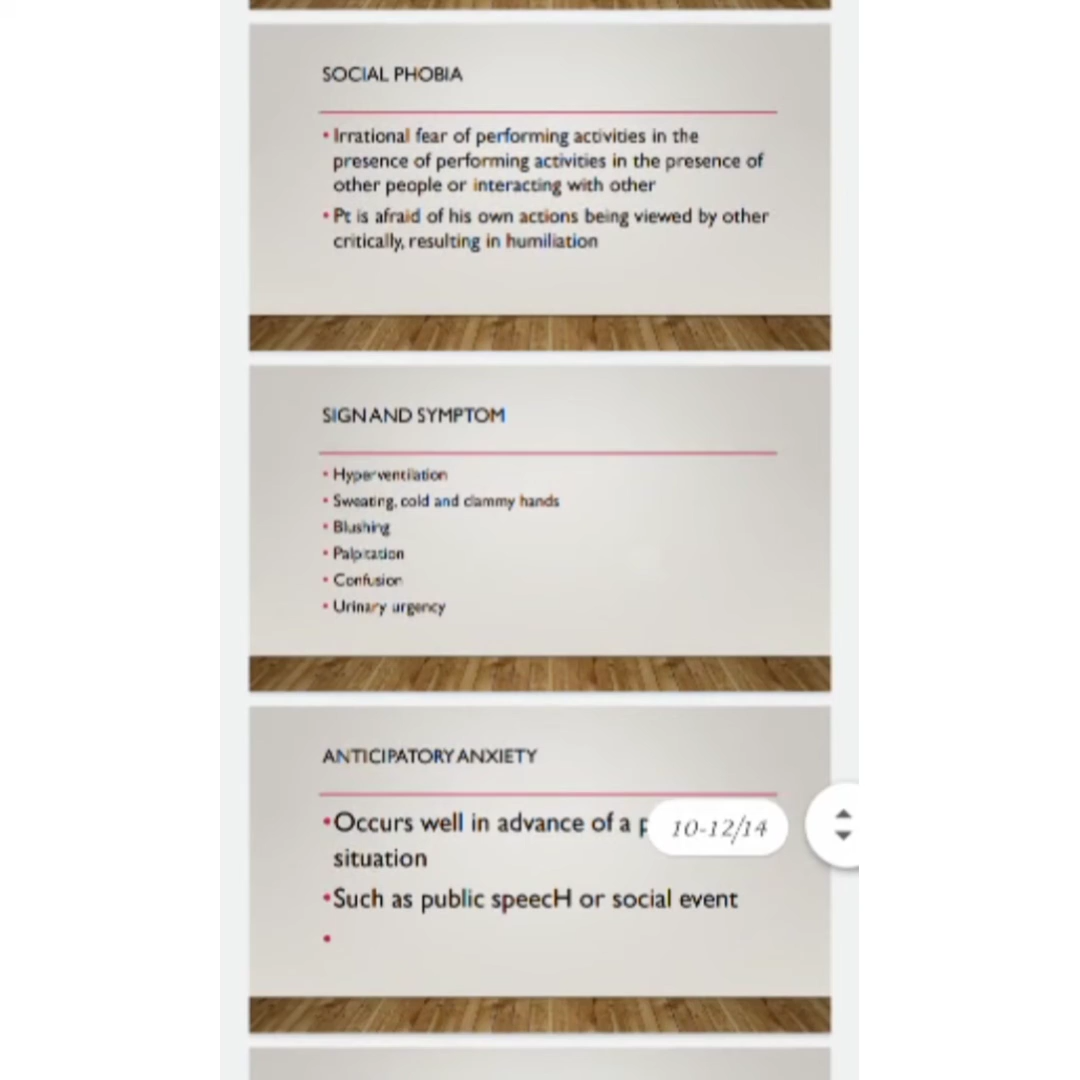 SOCIAL PHOBIA
• Irrational fear of performing activities in the
presence of performing activities in the presence of
other people or interacting with other
• Pt is afraid of his own actions being viewed by other
critically, resulting in humiliation
SIGN AND SYMPTOM
• Hyperventilation
• Sweating, cold and clammy hands
• Blushing
• Palpitation
• Confusion
• Urinary urgency
ANTICIPATORY ANXIETY
• Occurs well in advance of a
10-12/14
situation
• Such as public speecH or social event
•